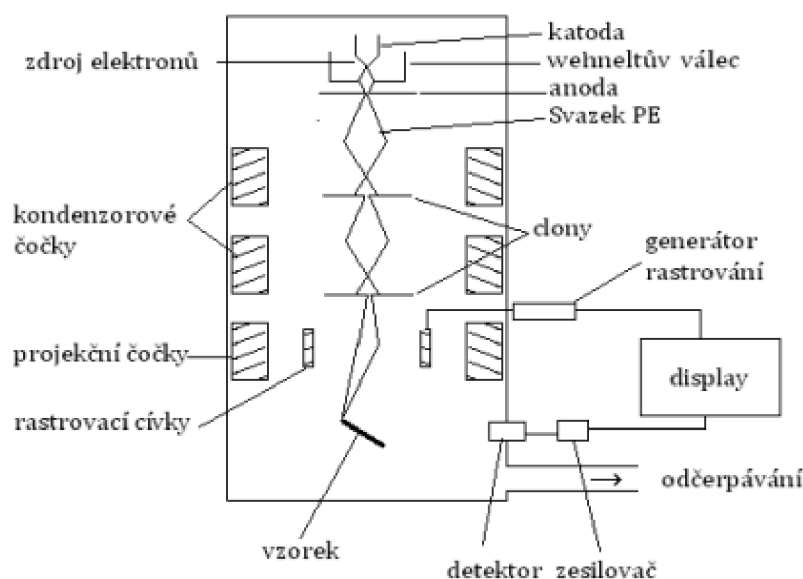 katoda
zdroj elektronů
wehneltův válec
anoda
Svazek PE
kondenzorové
čočky
clony
generátor
rastrování
projekční čočky
display
rastrovací cívky
odčerpávání
vzorek
detektor zesilovač